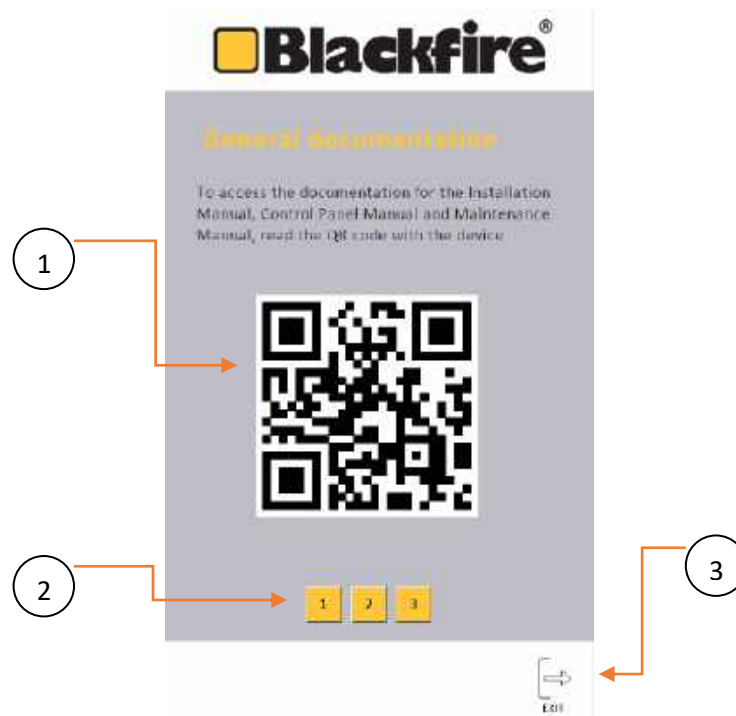 Blackfire®
General documentation
To access the documentation for the Installation
Manual, Control Panel Manual and Maintenance
Manual, read the QR code with the device
1
2
1 2 3
3
EXIT